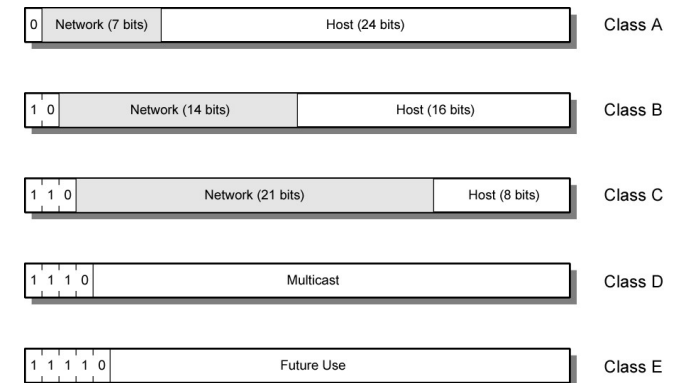 0 Network (7 bits) Host (24 bits) Class A
1 0 Network (14 bits) Host (16 bits) Class B
1 1 0 Network (21 bits) Host (8 bits) Class C
1 1 1 0 Multicast Class D
1 1 1 1 0 Future Use Class E